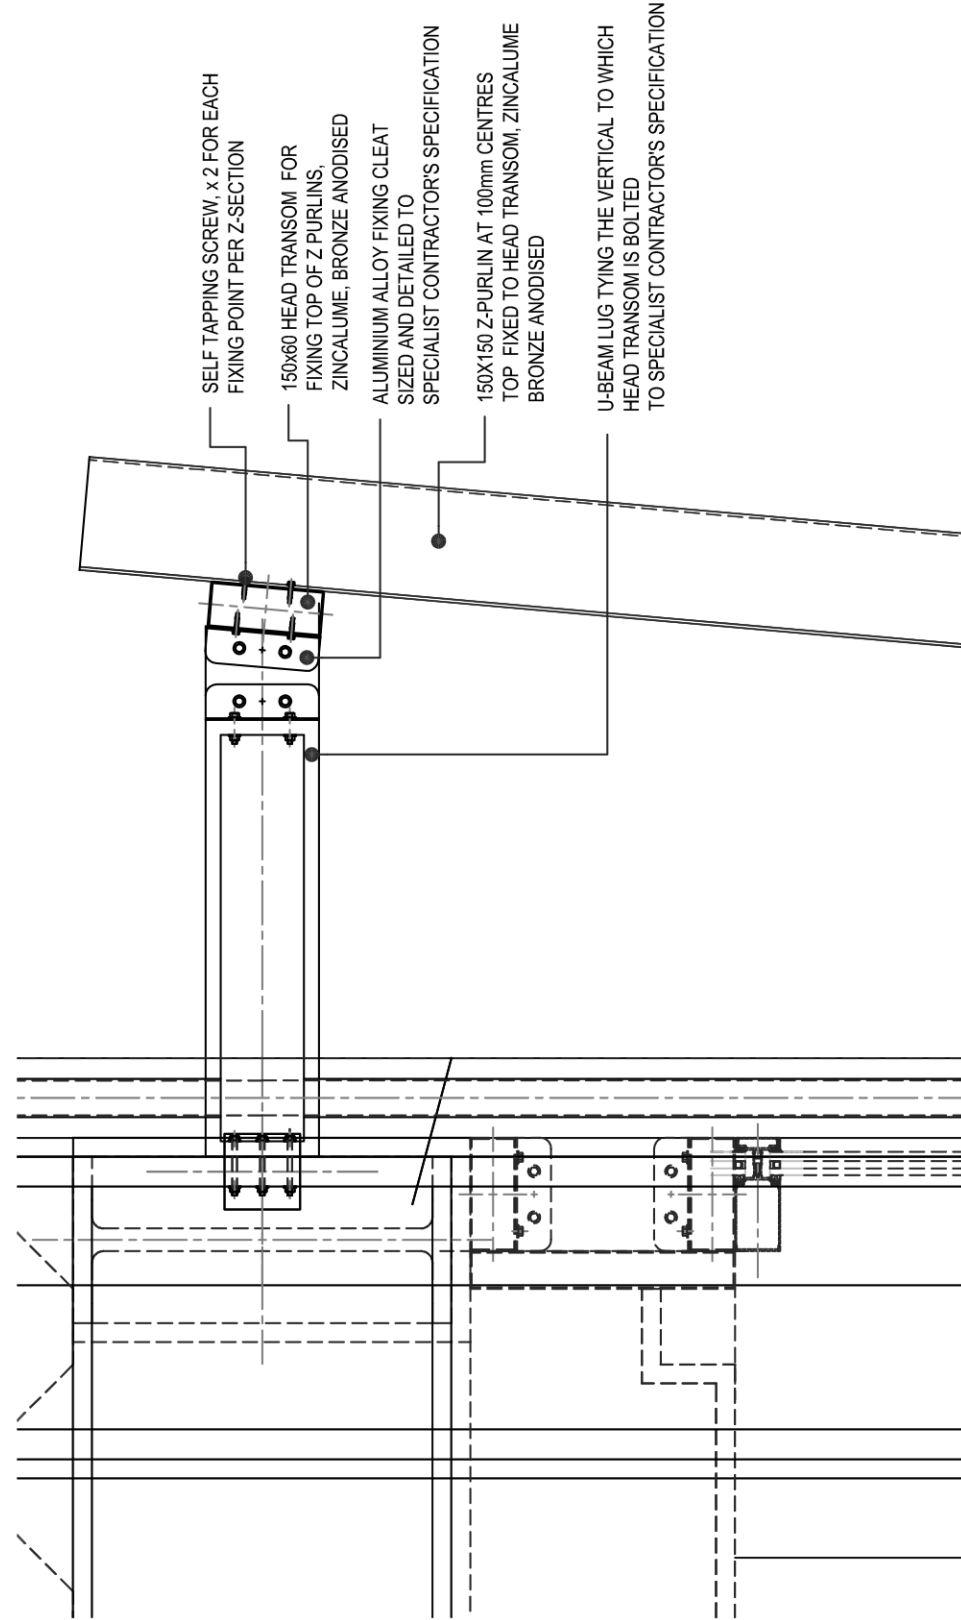 SELF TAPPING SCREW, x 2 FOR EACH
FIXING POINT PER Z-SECTION
150x60 HEAD TRANSOM FOR
FIXING TOP OF Z PURLINS,
ZINCALUME, BRONZE ANODISED
ALUMINIUM ALLOY FIXING CLEAT
SIZED AND DETAILED TO
SPECIALIST CONTRACTOR'S SPECIFICATION
150X150 Z-PURLIN AT 100mm CENTRES
TOP FIXED TO HEAD TRANSOM, ZINCALUME
BRONZE ANODISED
U-BEAM LUG TYING THE VERTICAL TO WHICH
HEAD TRANSOM IS BOLTED
TO SPECIALIST CONTRACTOR'S SPECIFICATION